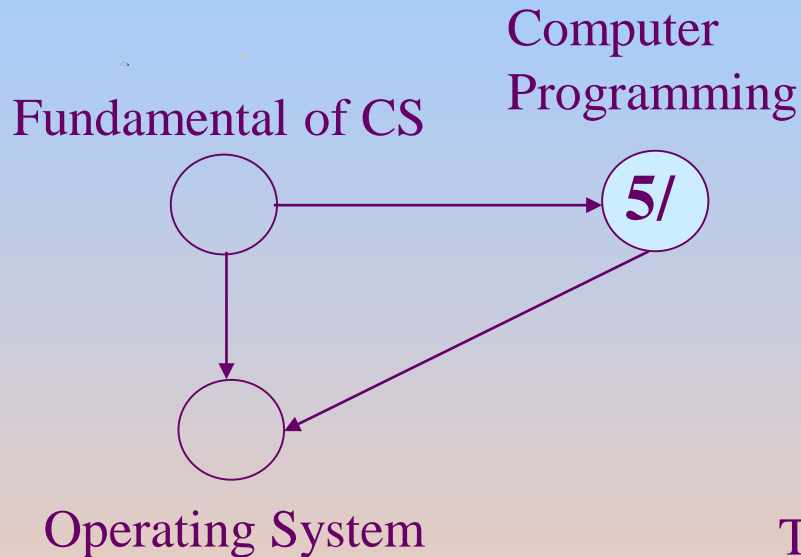 Computer
Programming
Fundamental of CS
5/
Operating System
T